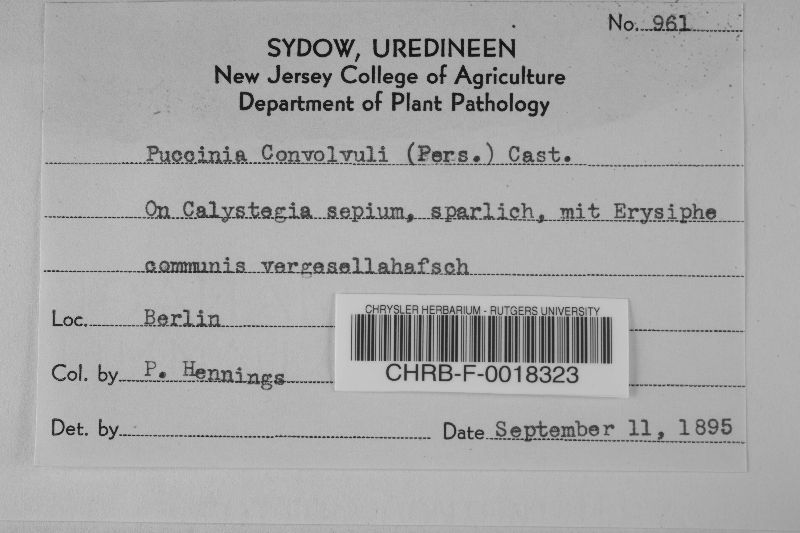 No. 961
SYDOW, UREDINEEN
New Jersey College of Agriculture
Department of Plant Pathology
Puccinia Convolvuli (Pers.) Cast.
On Calystegia sepium, sparlich, mit Erysiphe
communis vergesellahafsch
Loc. Berlin
CHRYSLER HERBARIUM - RUTGERS UNIVERSITY
CHRB-F-0018323
Col. by P. Hennings
Det. by
Date September 11, 1895